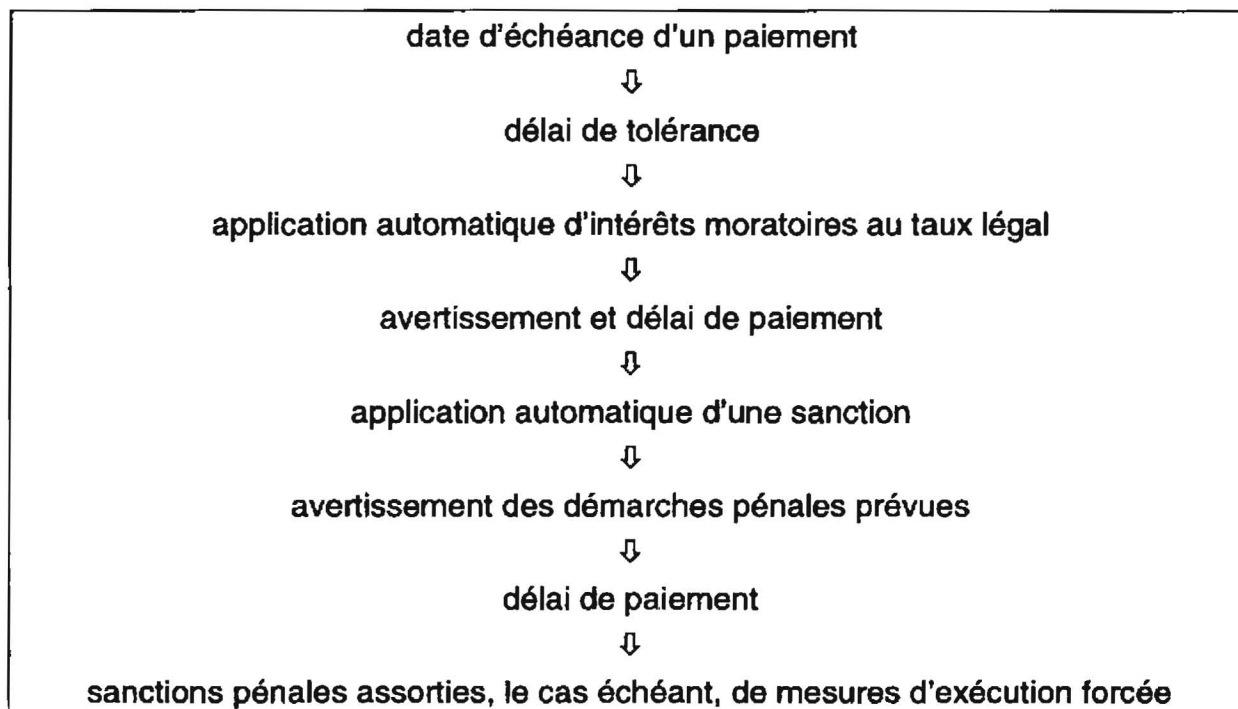 date d'échéance d'un paiement
⇩
délai de tolérance
⇩
application automatique d'intérêts moratoires au taux légal
⇩
avertissement et délai de paiement
⇩
application automatique d'une sanction
⇩
avertissement des démarches pénales prévues
⇩
délai de paiement
⇩
sanctions pénales assorties, le cas échéant, de mesures d'exécution forcée